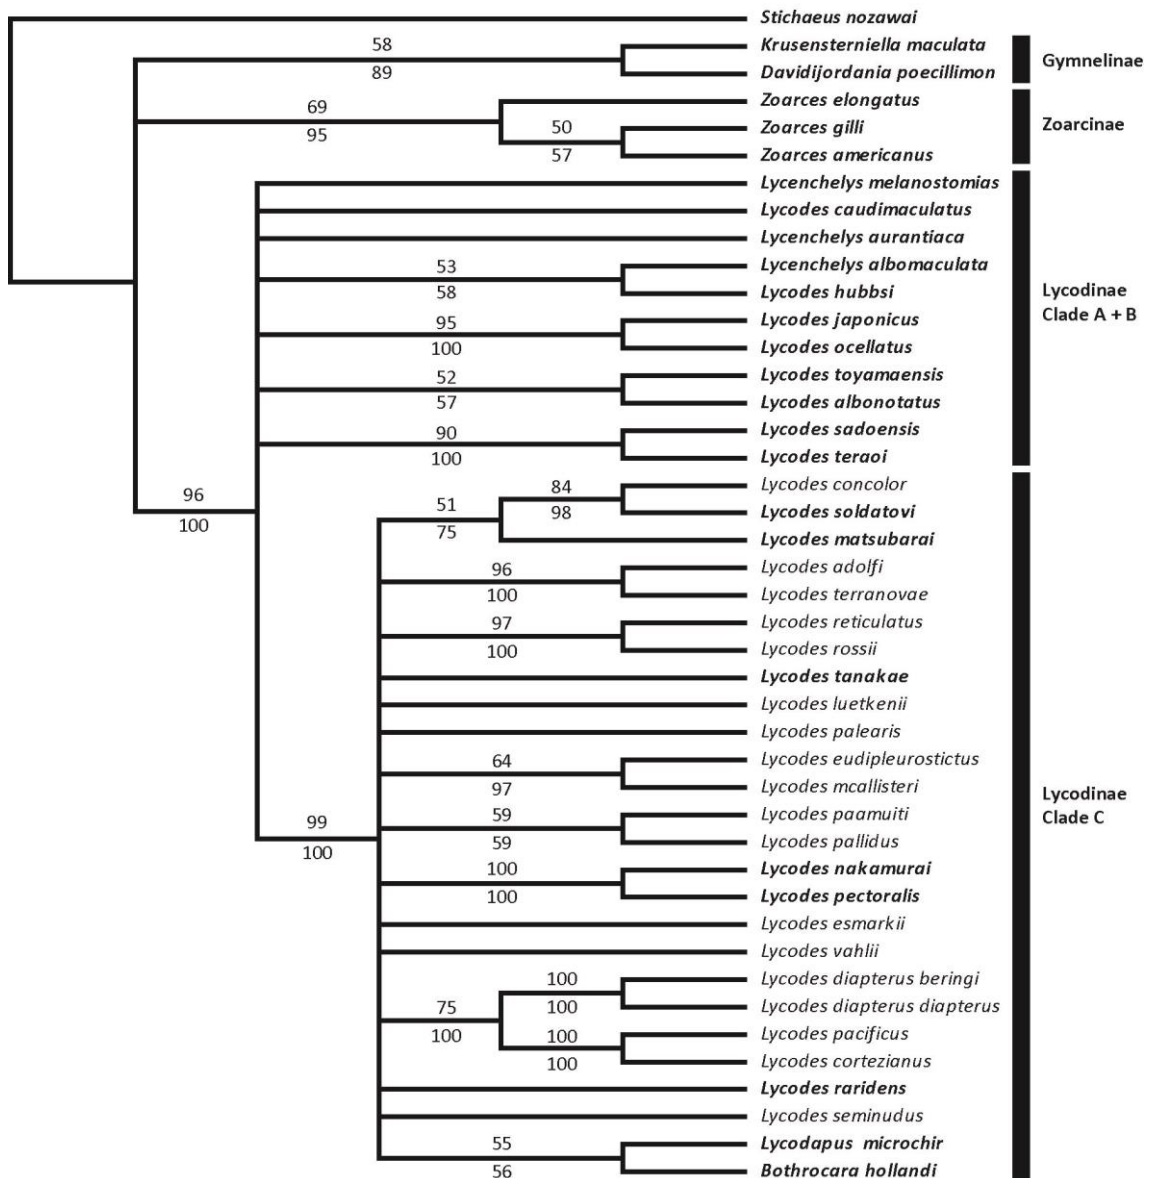 Stichaeus nozawai
58
Krusensterniella maculata
89
Davidijordania poecillimon
Gymnelinae
69
Zoarces elongatus
95
50
Zoarces gilli
57
Zoarces americanus
Zoarcinae
Lycenchelys melanostomias
Lycodes caudimaculatus
Lycenchelys aurantiaca
53
Lycenchelys albomaculata
58
Lycodes hubbsi
95
Lycodes japonicus
100
Lycodes ocellatus
52
Lycodes toyamaensis
57
Lycodes albonotatus
90
Lycodes sadoensis
100
Lycodes teraoi
Lycodinae
Clade A + B
96
100
51
75
84
Lycodes concolor
98
Lycodes soldatovi
Lycodes matsubarai
96
Lycodes adolfi
100
Lycodes terranovae
97
Lycodes reticulatus
100
Lycodes rossii
Lycodes tanakae
Lycodes luetkenii
Lycodes palearis
64
Lycodes eudipleurostictus
97
Lycodes mcallisteri
99
100
59
Lycodes paamuiti
59
Lycodes pallidus
100
Lycodes nakamurai
100
Lycodes pectoralis
Lycodes esmarkii
Lycodes vahlii
75
100
100
Lycodes diapterus beringi
100
Lycodes diapterus diapterus
100
Lycodes pacificus
100
Lycodes cortezianus
Lycodes raridens
Lycodes seminudus
55
Lycodapus microchir
56
Bothrocara hollandi
Lycodinae
Clade C